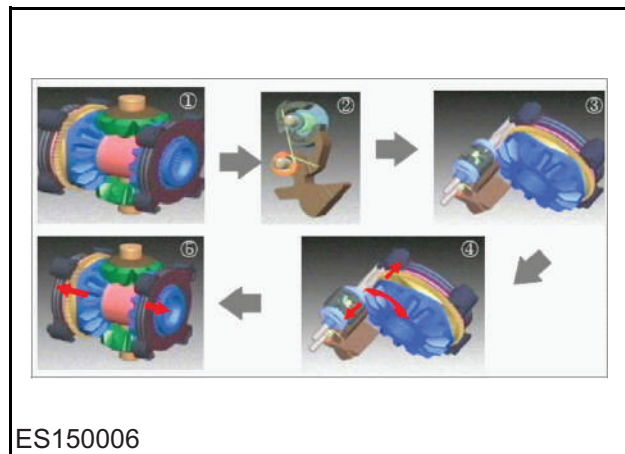 ① ② ③
⑤ ④
ES150006